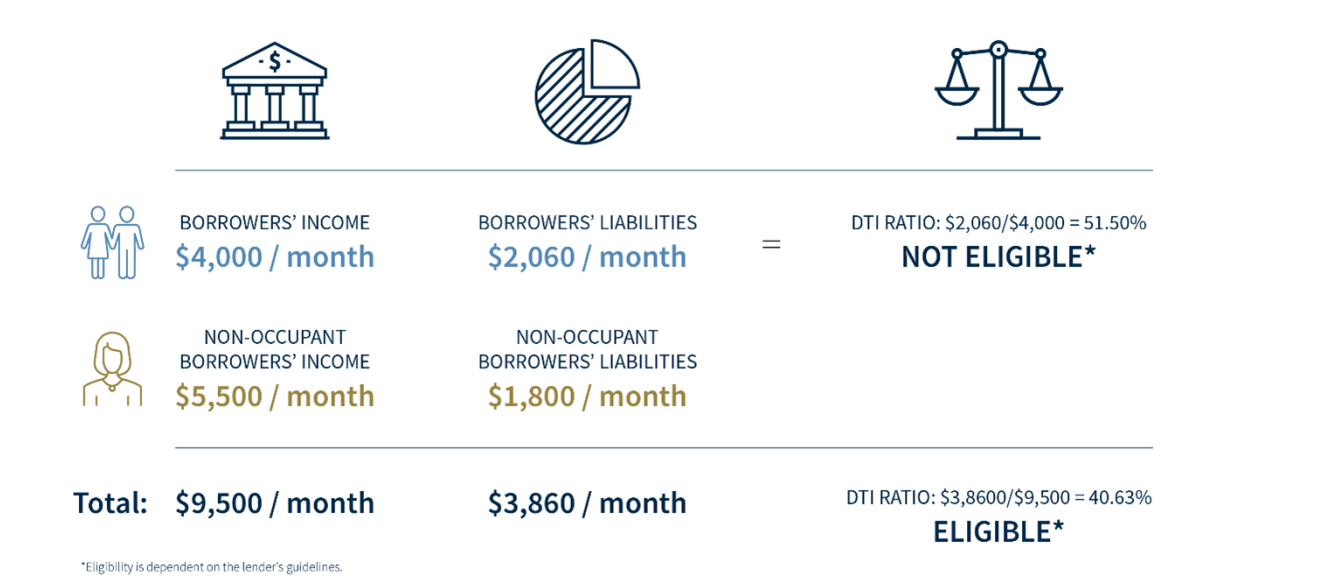 $
BORROWERS' INCOME
$4,000 / month
BORROWERS' LIABILITIES
$2,060 / month
=
DTI RATIO: $2,060/$4,000 = 51.50%
NOT ELIGIBLE*
NON-OCCUPANT
BORROWERS' INCOME
$5,500 / month
NON-OCCUPANT
BORROWERS' LIABILITIES
$1,800 / month
Total:
$9,500 / month
$3,860 / month
DTI RATIO: $3,8600/$9,500 = 40.63%
ELIGIBLE*
*Eligibility is dependent on the lender's guidelines.